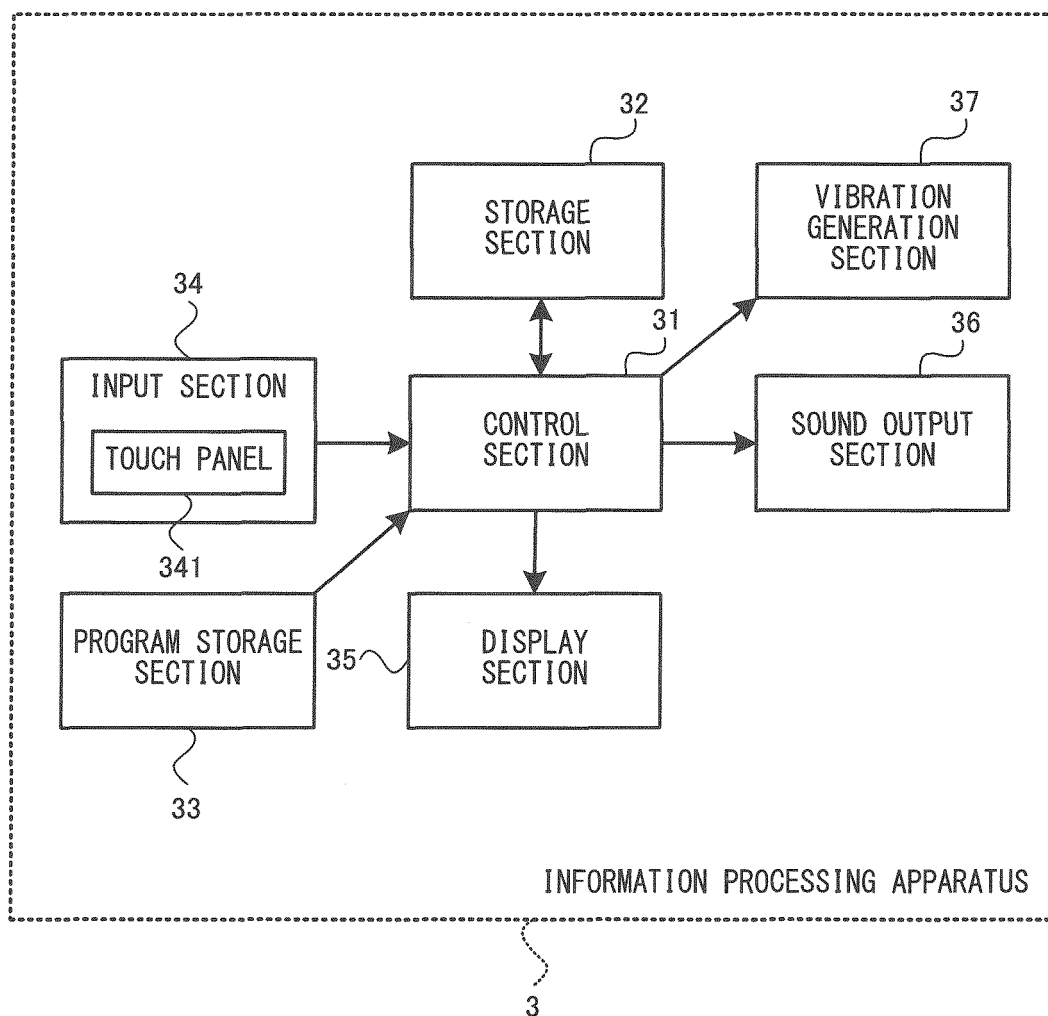 32
37
STORAGE
SECTION
VIBRATION
GENERATION
SECTION
34
31
36
INPUT SECTION
TOUCH PANEL
CONTROL
SECTION
SOUND OUTPUT
SECTION
341
PROGRAM STORAGE
SECTION
35
DISPLAY
SECTION
33
INFORMATION PROCESSING APPARATUS
3